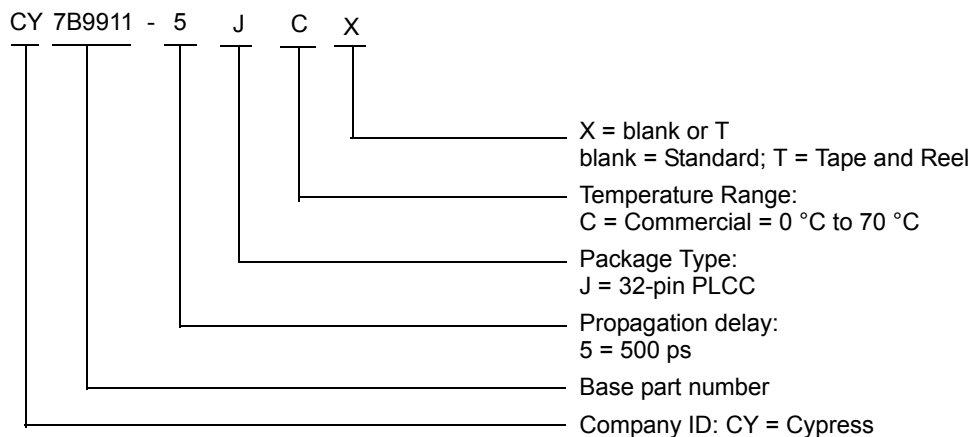 CY 7B9911 - 5 J C X
X = blank or T
blank = Standard; T = Tape and Reel
Temperature Range:
C = Commercial = 0 °C to 70 °C
Package Type:
J = 32-pin PLCC
Propagation delay:
5 = 500 ps
Base part number
Company ID: CY = Cypress